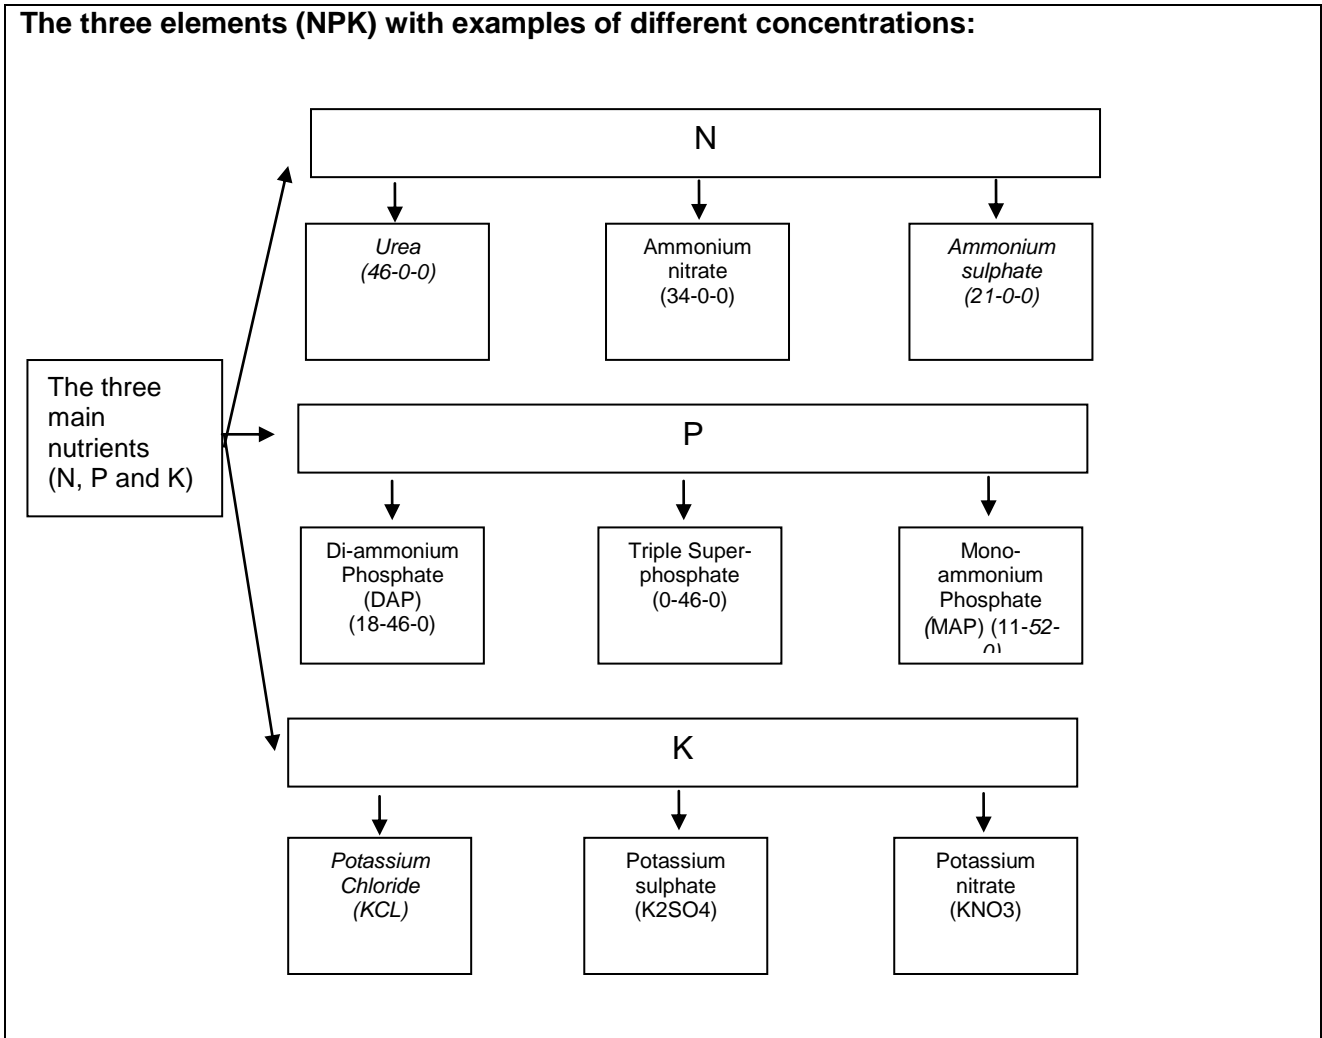 The three elements (NPK) with examples of different concentrations:
N
Urea
(46-0-0)
Ammonium
nitrate
(34-0-0)
Ammonium
sulphate
(21-0-0)
The three
main
nutrients
(N, P and K)
P
Di-ammonium
Phosphate
(DAP)
(18-46-0)
Triple Super-
phosphate
(0-46-0)
Mono-
ammonium
Phosphate
(MAP) (11-52-
0)
K
Potassium
Chloride
(KCL)
Potassium
sulphate
(K2SO4)
Potassium
nitrate
(KNO3)